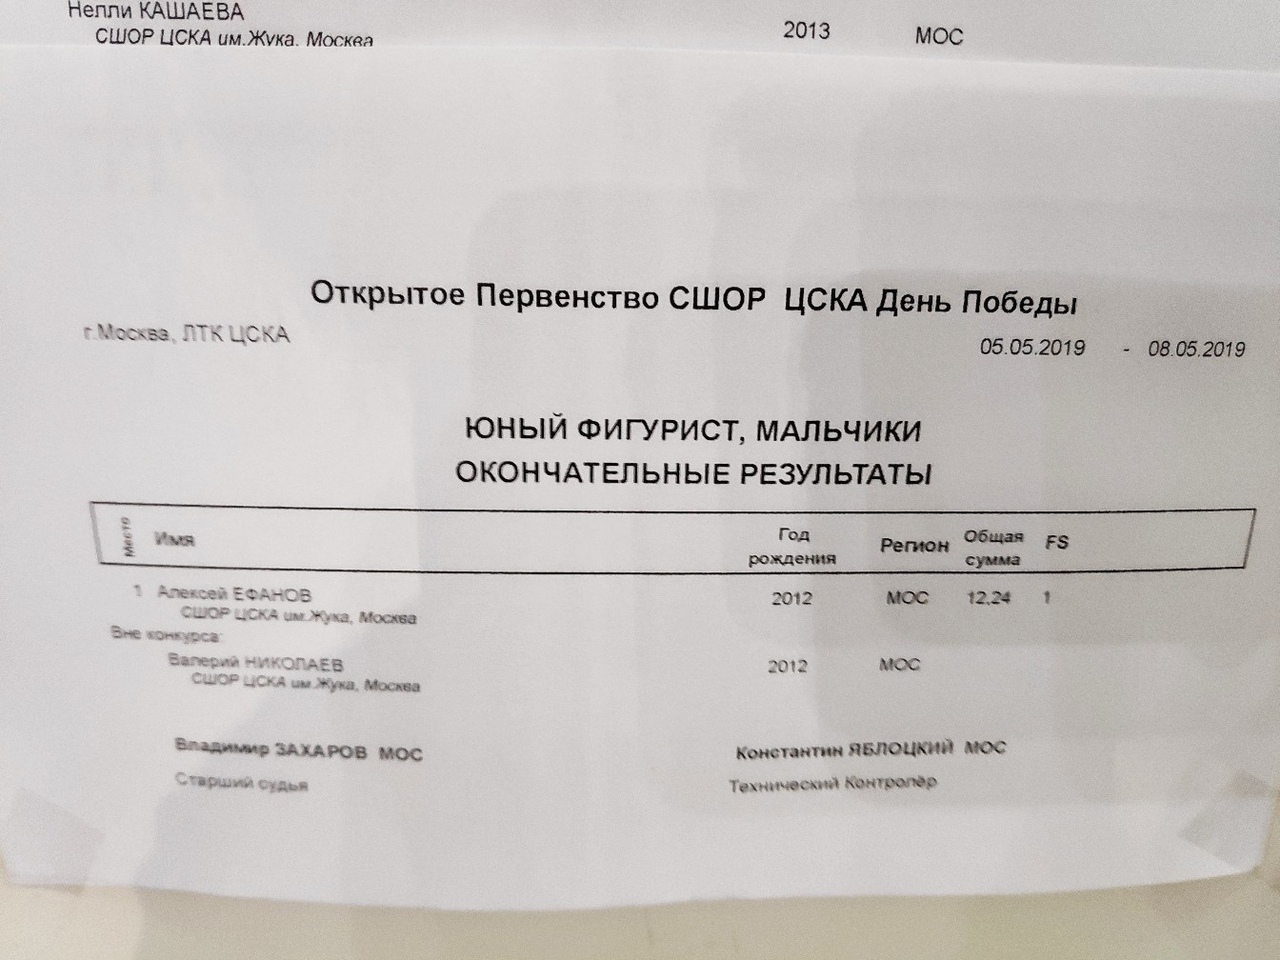 Нелли КАШАЕВА
СШОР ЦСКА им.Жука, Москва 2013 МОС
Открытое Первенство СШОР ЦСКА День Победы
г.Москва, ЛТК ЦСКА 05.05.2019 - 08.05.2019
ЮНЫЙ ФИГУРИСТ, МАЛЬЧИКИ
ОКОНЧАТЕЛЬНЫЕ РЕЗУЛЬТАТЫ
Место Имя Год рождения Регион Общая сумма FS
1 Алексей ЕФАНОВ 2012 МОС 12.24 1
СШОР ЦСКА им.Жука, Москва
Вне конкурса:
Валерий НИКОЛАЕВ 2012 МОС
СШОР ЦСКА им.Жука, Москва
Владимир ЗАХАРОВ МОС Константин ЯБЛОЦКИЙ МОС
Старший судья Технический Контролёр